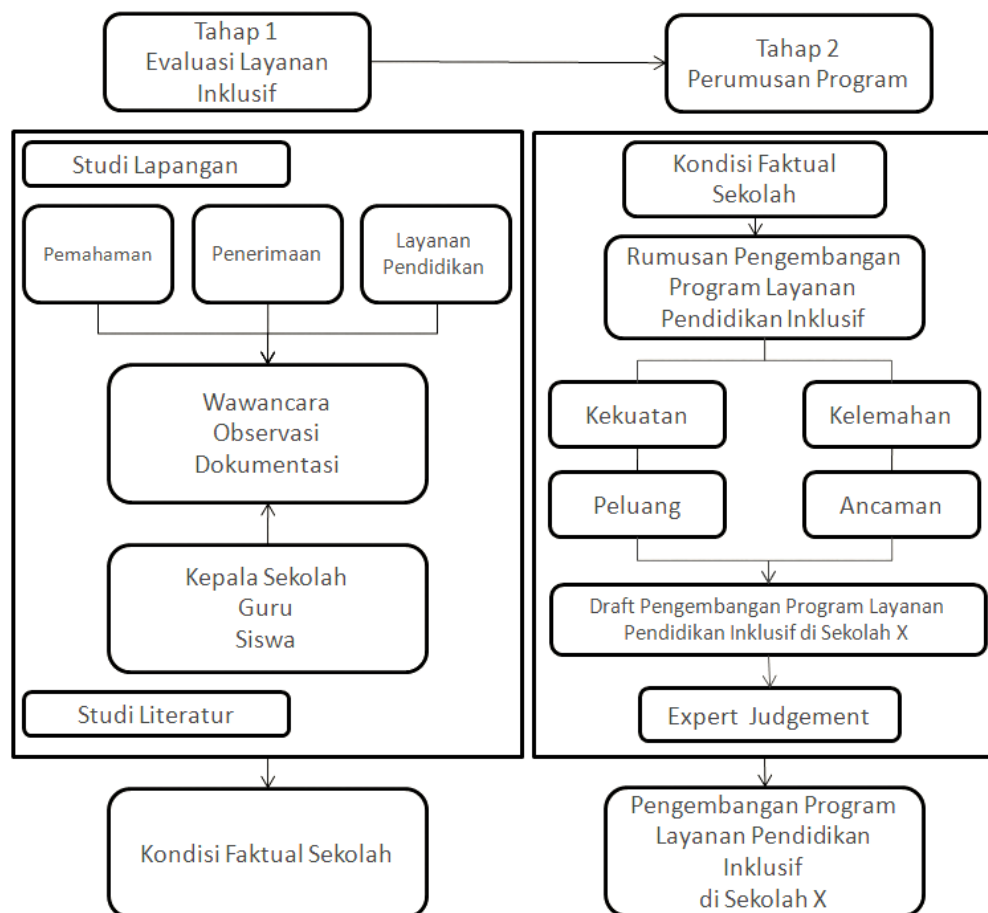 Tahap 1
Evaluasi Layanan
Inklusif
Tahap 2
Perumusan Program
Studi Lapangan
Pemahaman
Penerimaan
Layanan
Pendidikan
Wawancara
Observasi
Dokumentasi
Kepala Sekolah
Guru
Siswa
Studi Literatur
Kondisi Faktual Sekolah
Kondisi Faktual
Sekolah
Rumusan Pengembangan
Program Layanan
Pendidikan Inklusif
Kekuatan
Kelemahan
Peluang
Ancaman
Draft Pengembangan Program Layanan
Pendidikan Inklusif di Sekolah X
Expert Judgement
Pengembangan Program
Layanan Pendidikan
Inklusif
di Sekolah X